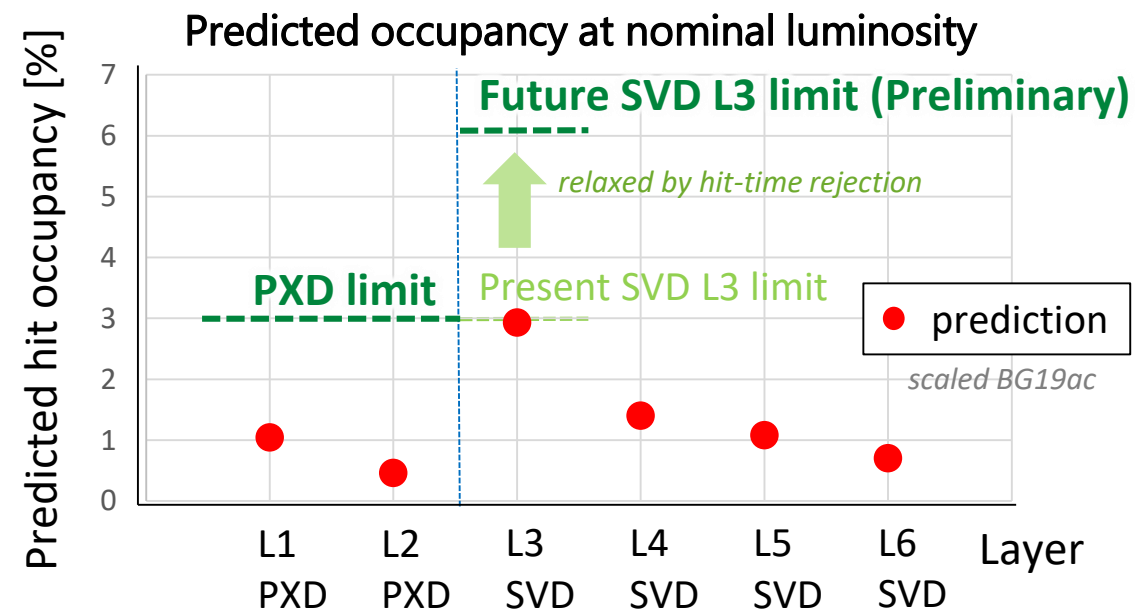 Predicted occupancy at nominal luminosity
Predicted hit occupancy [%]
7
6
5
4
3
2
1
0
Future SVD L3 limit (Preliminary)
relaxed by hit-time rejection
PXD limit
Present SVD L3 limit
prediction
scaled BG19ac
L1 L2 L3 L4 L5 L6
PXD PXD SVD SVD SVD SVD
Layer